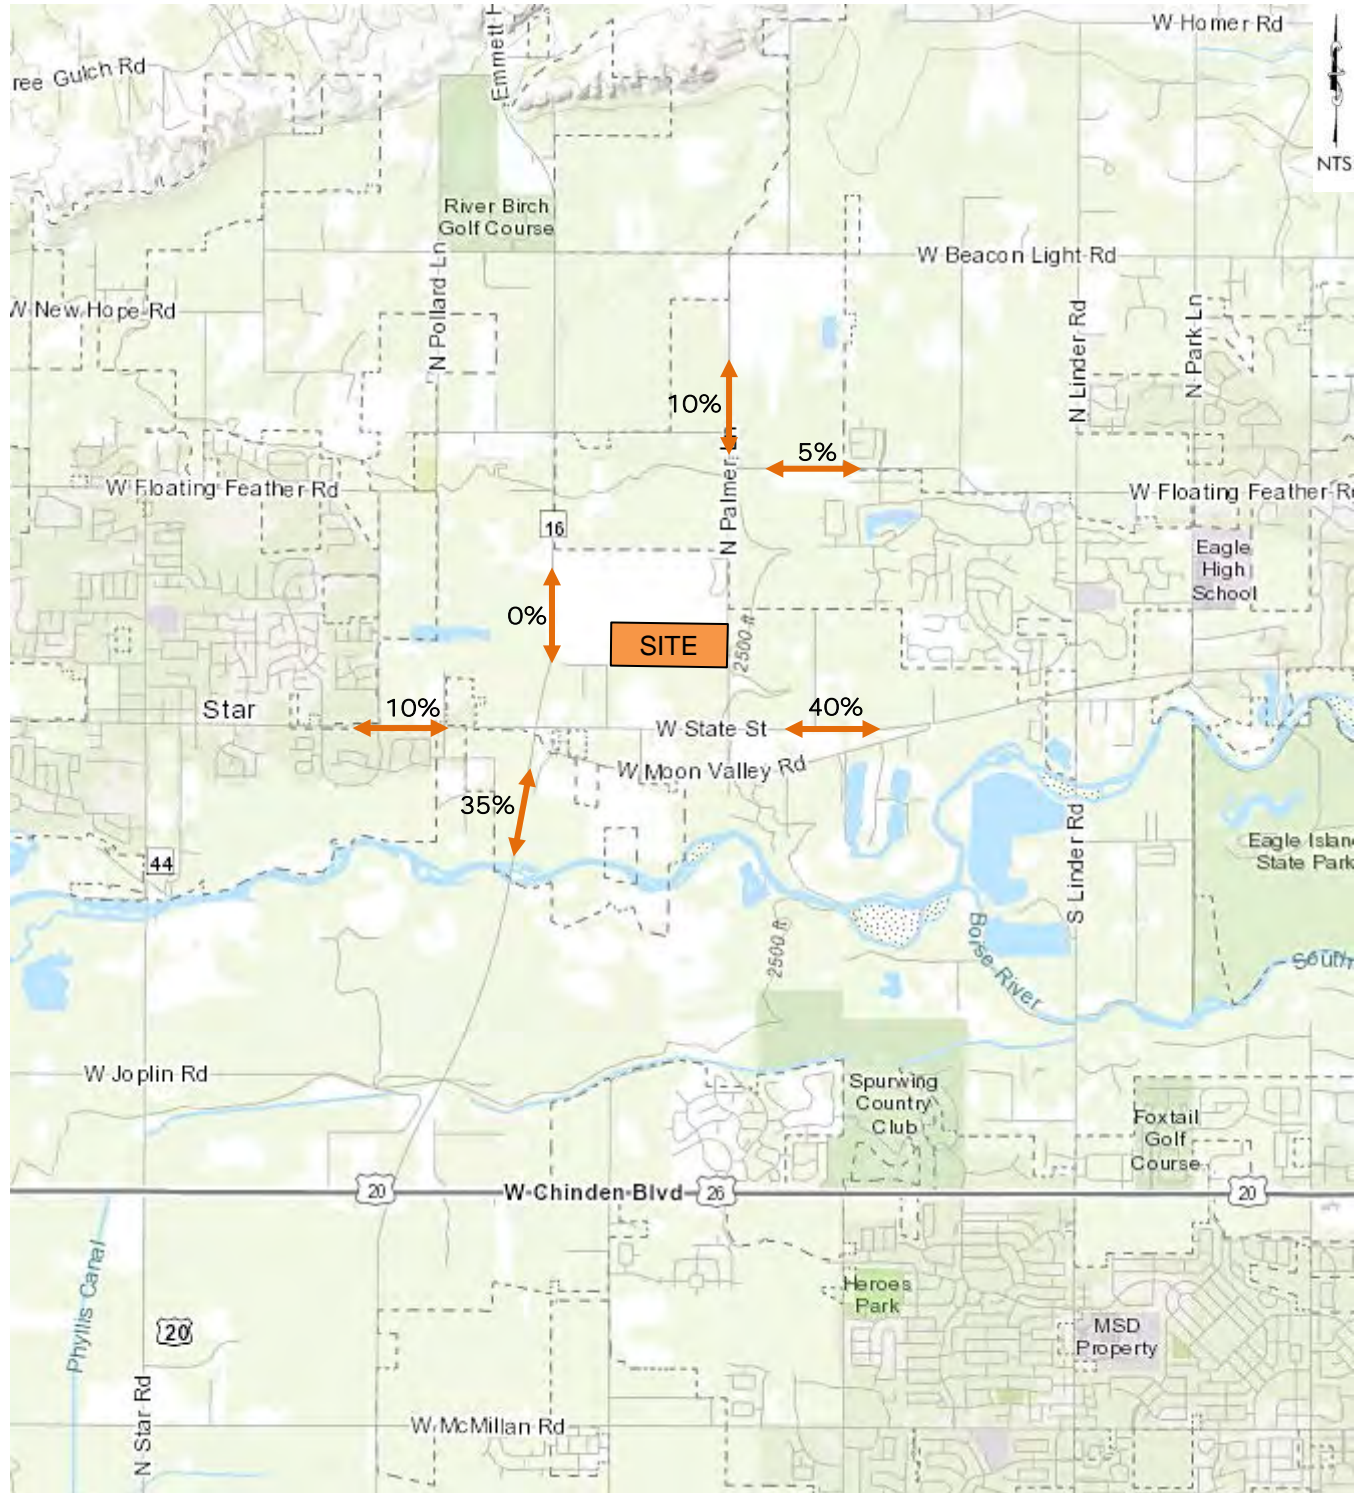 W Homer Rd
ree Gulch Rd
Emmett H
NTS
River Birch
Golf Course
W Beacon Light Rd
N Pollard Ln
W New Hope Rd
N Linder Rd
N Park Ln
10%
N Palmer Ln
5%
W Floating Feather Rd
W Floating Feather Rd
16
Eagle
High
School
0%
SITE
2500 ft
Star
10%
W State St
40%
W Moon Valley Rd
35%
44
S Linder Rd
Eagle Islan
State Park
2500 ft
Boise River
South
W Joplin Rd
Spurwing
Country
Club
Foxtail
Golf
Course
20
W Chinden Blvd
26
20
Phyllis Canal
Heroes
Park
20
MSD
Property
N Star Rd
W McMillan Rd